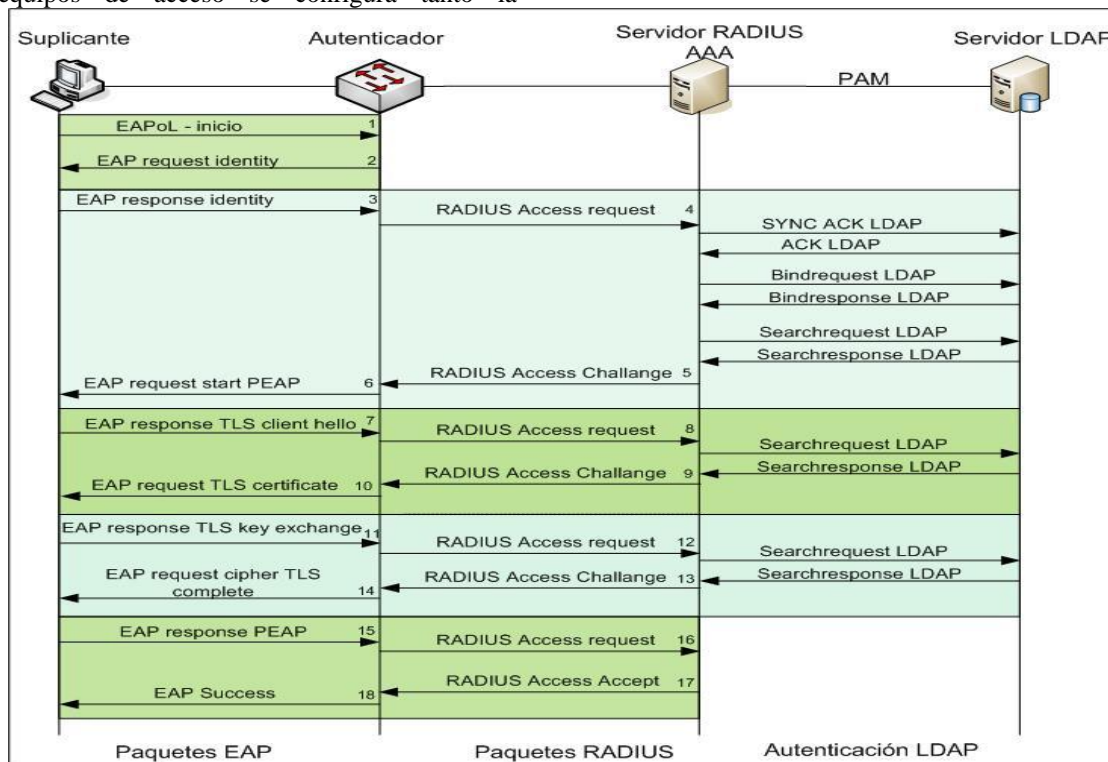 equipos de acceso se configura tanto la
Suplicante
Autenticador
Servidor RADIUS
AAA
Servidor LDAP
PAM
EAPoL - inicio 1
EAP request identity 2
EAP response identity 3
RADIUS Access request 4
SYNC ACK LDAP
ACK LDAP
Bindrequest LDAP
Bindresponse LDAP
Searchrequest LDAP
Searchresponse LDAP
RADIUS Access Challange 5
EAP request start PEAP 6
EAP response TLS client hello 7
RADIUS Access request 8
Searchrequest LDAP
Searchresponse LDAP
RADIUS Access Challange 9
EAP request TLS certificate 10
EAP response TLS key exchange 11
RADIUS Access request 12
Searchrequest LDAP
Searchresponse LDAP
RADIUS Access Challange 13
EAP request cipher TLS
complete 14
EAP response PEAP 15
RADIUS Access request 16
RADIUS Access Accept 17
EAP Success 18
Paquetes EAP
Paquetes RADIUS
Autenticación LDAP